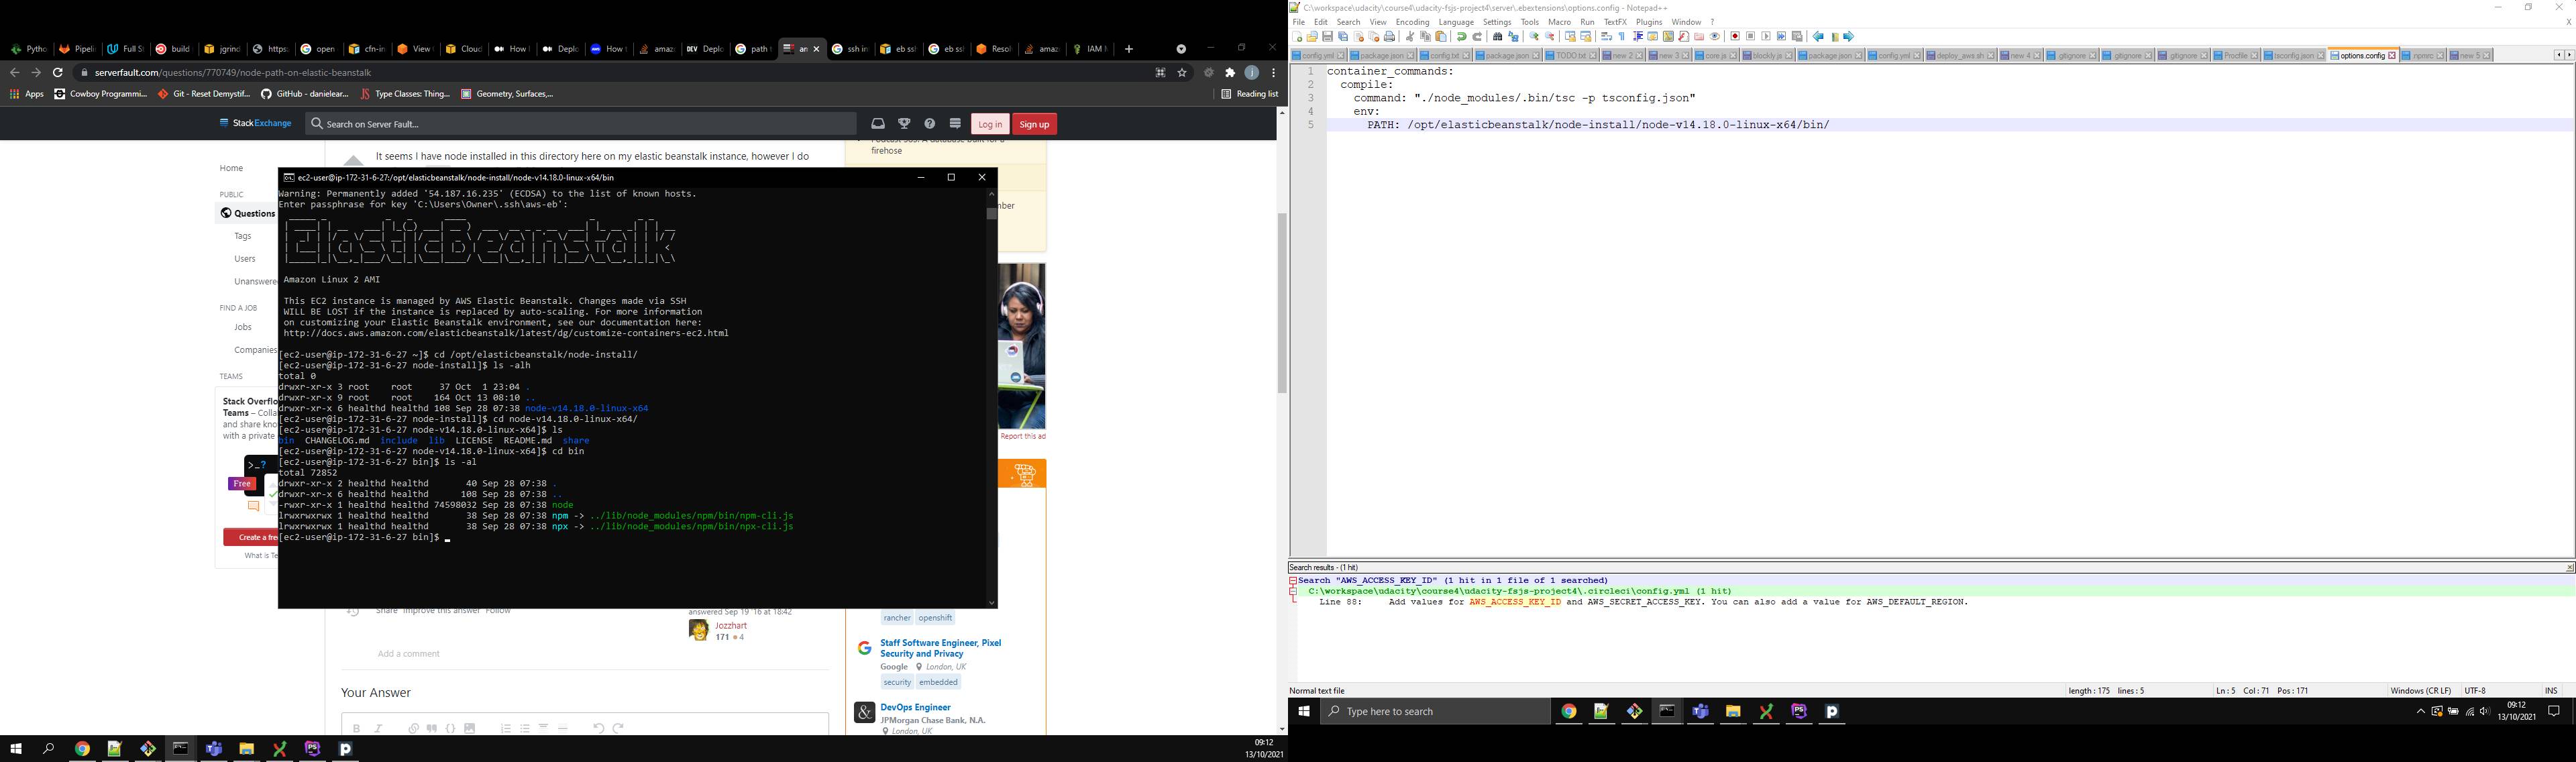 Pytho
Pipelin
Full St
build
jgrind
https:
open
cfn-in
View t
Cloud
How I
Deplo
How t
amazo
DEV Deplo
path t
an
ssh in
eb ssh
eb ssh
Resol
amazo
IAM M
serverfault.com/questions/770749/node-path-on-elastic-beanstalk
Apps
Cowboy Programmi...
Git - Reset Demystif...
GitHub - danielear...
Type Classes: Thing...
Geometry, Surfaces,...
Reading list
StackExchange
Search on Server Fault...
Log in
Sign up
Home
PUBLIC
Questions
Tags
Users
Unanswere
FIND A JOB
Jobs
Companies
TEAMS
Stack Overflo
Teams – Colla
and share kno
with a private
Free
Create a fre
What is Te
It seems I have node installed in this directory here on my elastic beanstalk instance, however I do
firehose
mber
Report this ad
ec2-user@ip-172-31-6-27:/opt/elasticbeanstalk/node-install/node-v14.18.0-linux-x64/bin
Warning: Permanently added '54.187.16.235' (ECDSA) to the list of known hosts.
Enter passphrase for key 'C:\Users\Owner\.ssh\aws-eb':
ElasticBeanstalk
Amazon Linux 2 AMI
This EC2 instance is managed by AWS Elastic Beanstalk. Changes made via SSH
WILL BE LOST if the instance is replaced by auto-scaling. For more information
on customizing your Elastic Beanstalk environment, see our documentation here:
http://docs.aws.amazon.com/elasticbeanstalk/latest/dg/customize-containers-ec2.html
[ec2-user@ip-172-31-6-27 ~]$ cd /opt/elasticbeanstalk/node-install/
[ec2-user@ip-172-31-6-27 node-install]$ ls -alh
total 0
drwxr-xr-x 3 root    root     37 Oct  1 23:04 .
drwxr-xr-x 9 root    root    164 Oct 13 08:10 ..
drwxr-xr-x 6 healthd healthd 108 Sep 28 07:38 node-v14.18.0-linux-x64
[ec2-user@ip-172-31-6-27 node-install]$ cd node-v14.18.0-linux-x64/
[ec2-user@ip-172-31-6-27 node-v14.18.0-linux-x64]$ ls
bin  CHANGELOG.md  include  lib  LICENSE  README.md  share
[ec2-user@ip-172-31-6-27 node-v14.18.0-linux-x64]$ cd bin
[ec2-user@ip-172-31-6-27 bin]$ ls -al
total 72852
drwxr-xr-x 2 healthd healthd       40 Sep 28 07:38 .
drwxr-xr-x 6 healthd healthd      108 Sep 28 07:38 ..
-rwxr-xr-x 1 healthd healthd 74598032 Sep 28 07:38 node
lrwxrwxrwx 1 healthd healthd       38 Sep 28 07:38 npm -> ../lib/node_modules/npm/bin/npm-cli.js
lrwxrwxrwx 1 healthd healthd       38 Sep 28 07:38 npx -> ../lib/node_modules/npm/bin/npx-cli.js
[ec2-user@ip-172-31-6-27 bin]$
Share Improve this answer Follow
answered Sep 19 '16 at 18:42
Jozzhart
171 4
Add a comment
Your Answer
rancher openshift
Staff Software Engineer, Pixel
Security and Privacy
Google London, UK
security embedded
DevOps Engineer
JPMorgan Chase Bank, N.A.
London, UK
09:12
13/10/2021
C:\workspace\udacity\course4\udacity-fsjs-project4\server\.ebextensions\options.config - Notepad++
File Edit Search View Encoding Language Settings Tools Macro Run TextFX Plugins Window ?
X
config.yml
package.json
config.txt
package.json
TODO.txt
new 2
new 3
core.js
blockly.js
package.json
.gitignore
config.yml
deploy_aws.sh
new 4
.gitignore
.gitignore
.gitignore
Procfile
tsconfig.json
options.config
.npmrc
new 5
1 container_commands:
2   compile:
3     command: "./node_modules/.bin/tsc -p tsconfig.json"
4     env:
5       PATH: /opt/elasticbeanstalk/node-install/node-v14.18.0-linux-x64/bin/
Search results - (1 hit)
Search "AWS_ACCESS_KEY_ID" (1 hit in 1 file of 1 searched)
C:\workspace\udacity\course4\udacity-fsjs-project4\.circleci\config.yml (1 hit)
Line 88:     Add values for AWS_ACCESS_KEY_ID and AWS_SECRET_ACCESS_KEY. You can also add a value for AWS_DEFAULT_REGION.
Normal text file
length : 175   lines : 5
Ln : 5   Col : 71   Pos : 171
Windows (CR LF)
UTF-8
INS
Type here to search
09:12
13/10/2021